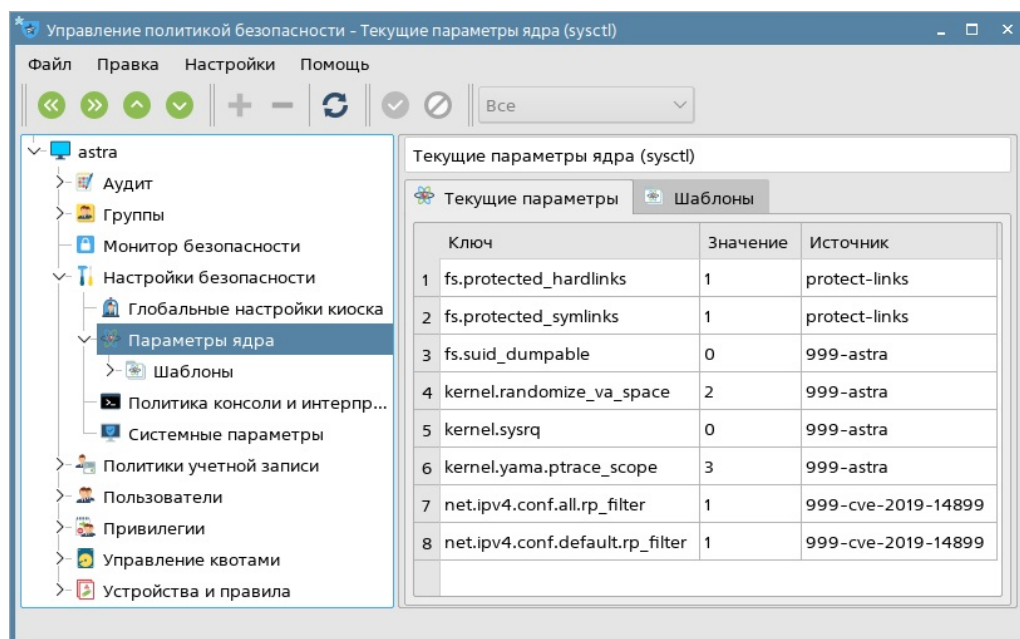 Управление политикой безопасности - Текущие параметры ядра (sysctl)
Файл Правка Настройки Помощь
Все
astra
Аудит
Группы
Монитор безопасности
Настройки безопасности
Глобальные настройки киоска
Параметры ядра
Шаблоны
Политика консоли и интерпр...
Системные параметры
Политики учетной записи
Пользователи
Привилегии
Управление квотами
Устройства и правила
Текущие параметры ядра (sysctl)
Текущие параметры Шаблоны
Ключ Значение Источник
1 fs.protected_hardlinks 1 protect-links
2 fs.protected_symlinks 1 protect-links
3 fs.suid_dumpable 0 999-astra
4 kernel.randomize_va_space 2 999-astra
5 kernel.sysrq 0 999-astra
6 kernel.yama.ptrace_scope 3 999-astra
7 net.ipv4.conf.all.rp_filter 1 999-cve-2019-14899
8 net.ipv4.conf.default.rp_filter 1 999-cve-2019-14899